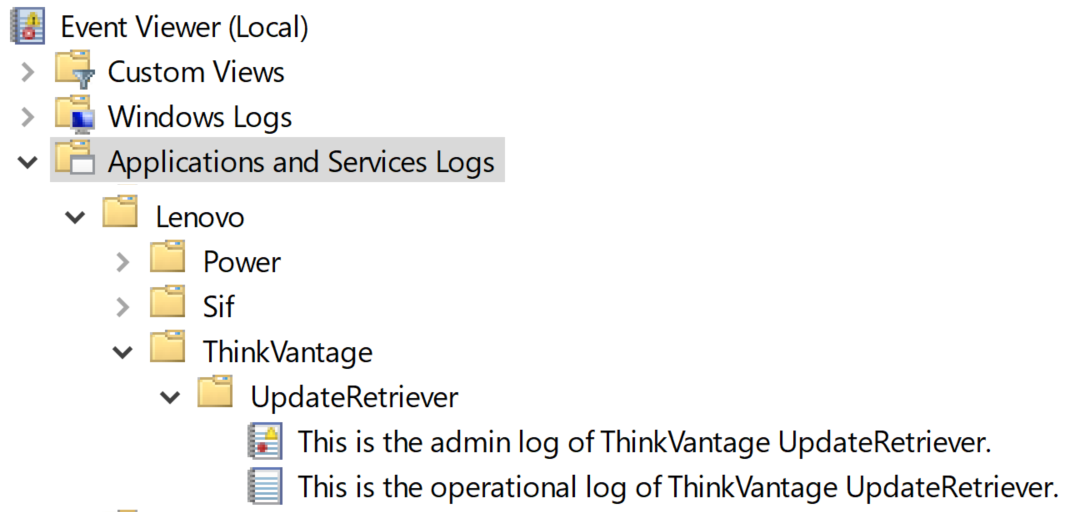 Event Viewer (Local)
Custom Views
Windows Logs
Applications and Services Logs
Lenovo
Power
Sif
ThinkVantage
UpdateRetriever
This is the admin log of ThinkVantage UpdateRetriever.
This is the operational log of ThinkVantage UpdateRetriever.